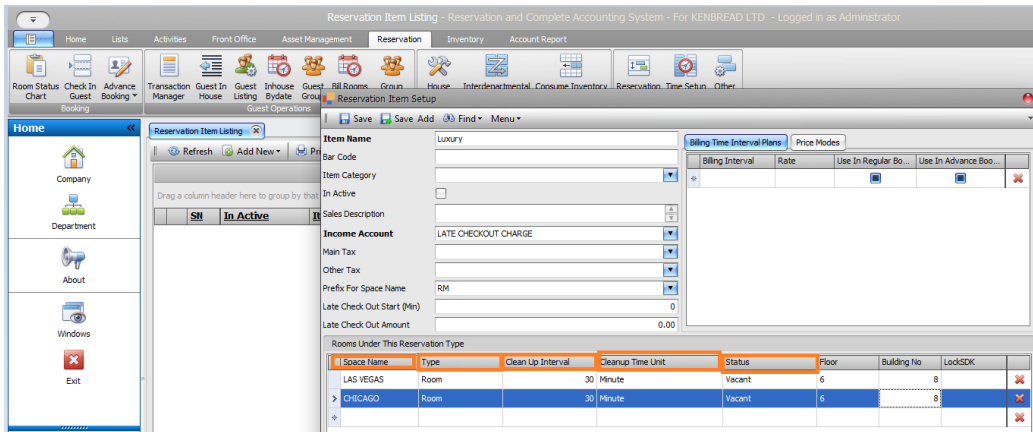 Reservation Item Listing - Reservation and Complete Accounting System - For KENBREAD LTD - Logged in as Administrator
Home Lists Activities Front Office Asset Management Reservation Inventory Account Report
Room Status Chart Check In Guest Advance Booking Transaction Manager Guest In House Guest Listing Inhouse Bydate Guest Group Bill Rooms Group House Interdepartmental Consume Inventory Reservation Time Setup Other
Booking Guest Operations
Reservation Item Setup
Home «
Reservation Item Listing
Save Save Add Find Menu
Refresh Add New
Item Name Luxury
Billing Time Interval Plans Price Modes
Bar Code
Billing Interval Rate Use In Regular Bo... Use In Advance Boo...
Company
Item Category
Drag a column header here to group by that
In Active
SN In Active
Sales Description
Department
Income Account LATE CHECKOUT CHARGE
Main Tax
Other Tax
About
Prefix For Space Name RM
Late Check Out Start (Min) 0
Late Check Out Amount 0.00
Windows
Rooms Under This Reservation Type
Space Name Type Clean Up Interval Cleanup Time Unit Status Floor Building No LockSDK
Exit
LAS VEGAS Room 30 Minute Vacant 6 8
CHICAGO Room 30 Minute Vacant 6 8